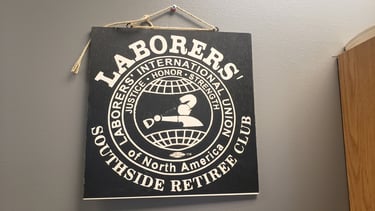 LABORERS'
LABORERS' INTERNATIONAL UNION
JUSTICE • HONOR • STRENGTH
of North America
SOUTHSIDE RETIREE CLUB